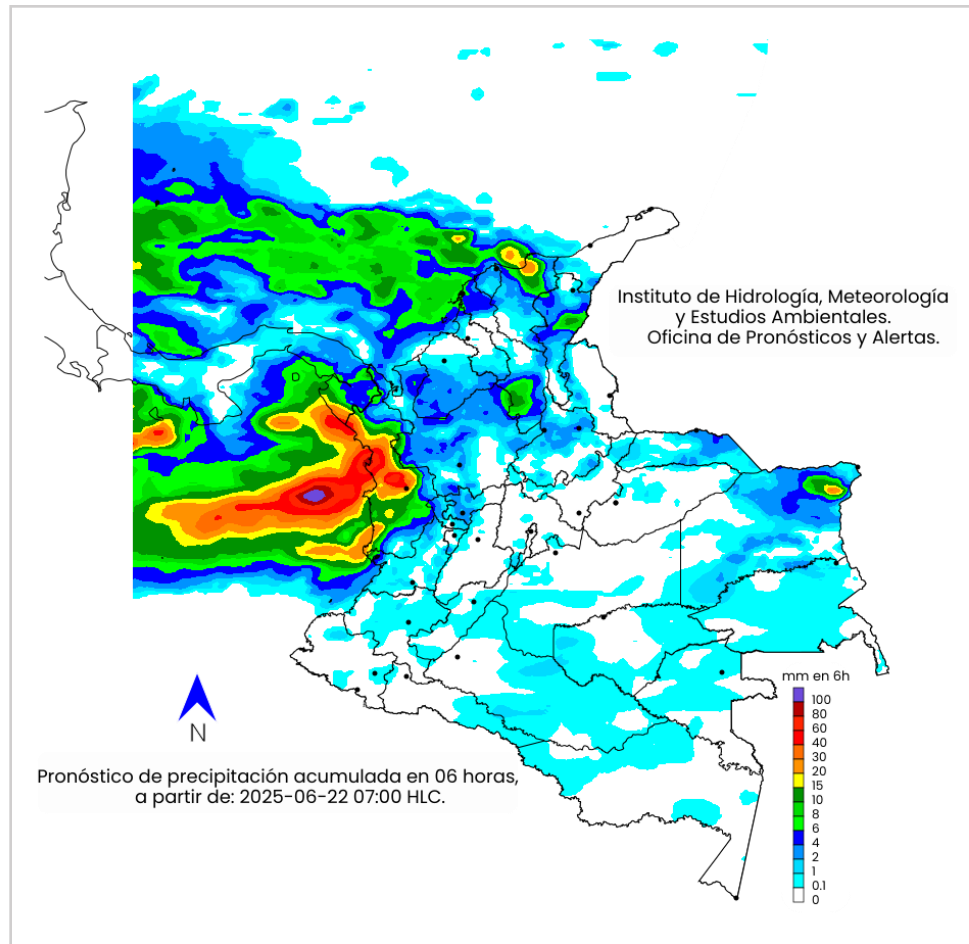 Instituto de Hidrología, Meteorología
y Estudios Ambientales.
Oficina de Pronósticos y Alertas.
mm en 6h
100
80
60
40
30
20
15
10
8
6
4
2
1
0.1
0
N
Pronóstico de precipitación acumulada en 06 horas,
a partir de: 2025-06-22 07:00 HLC.